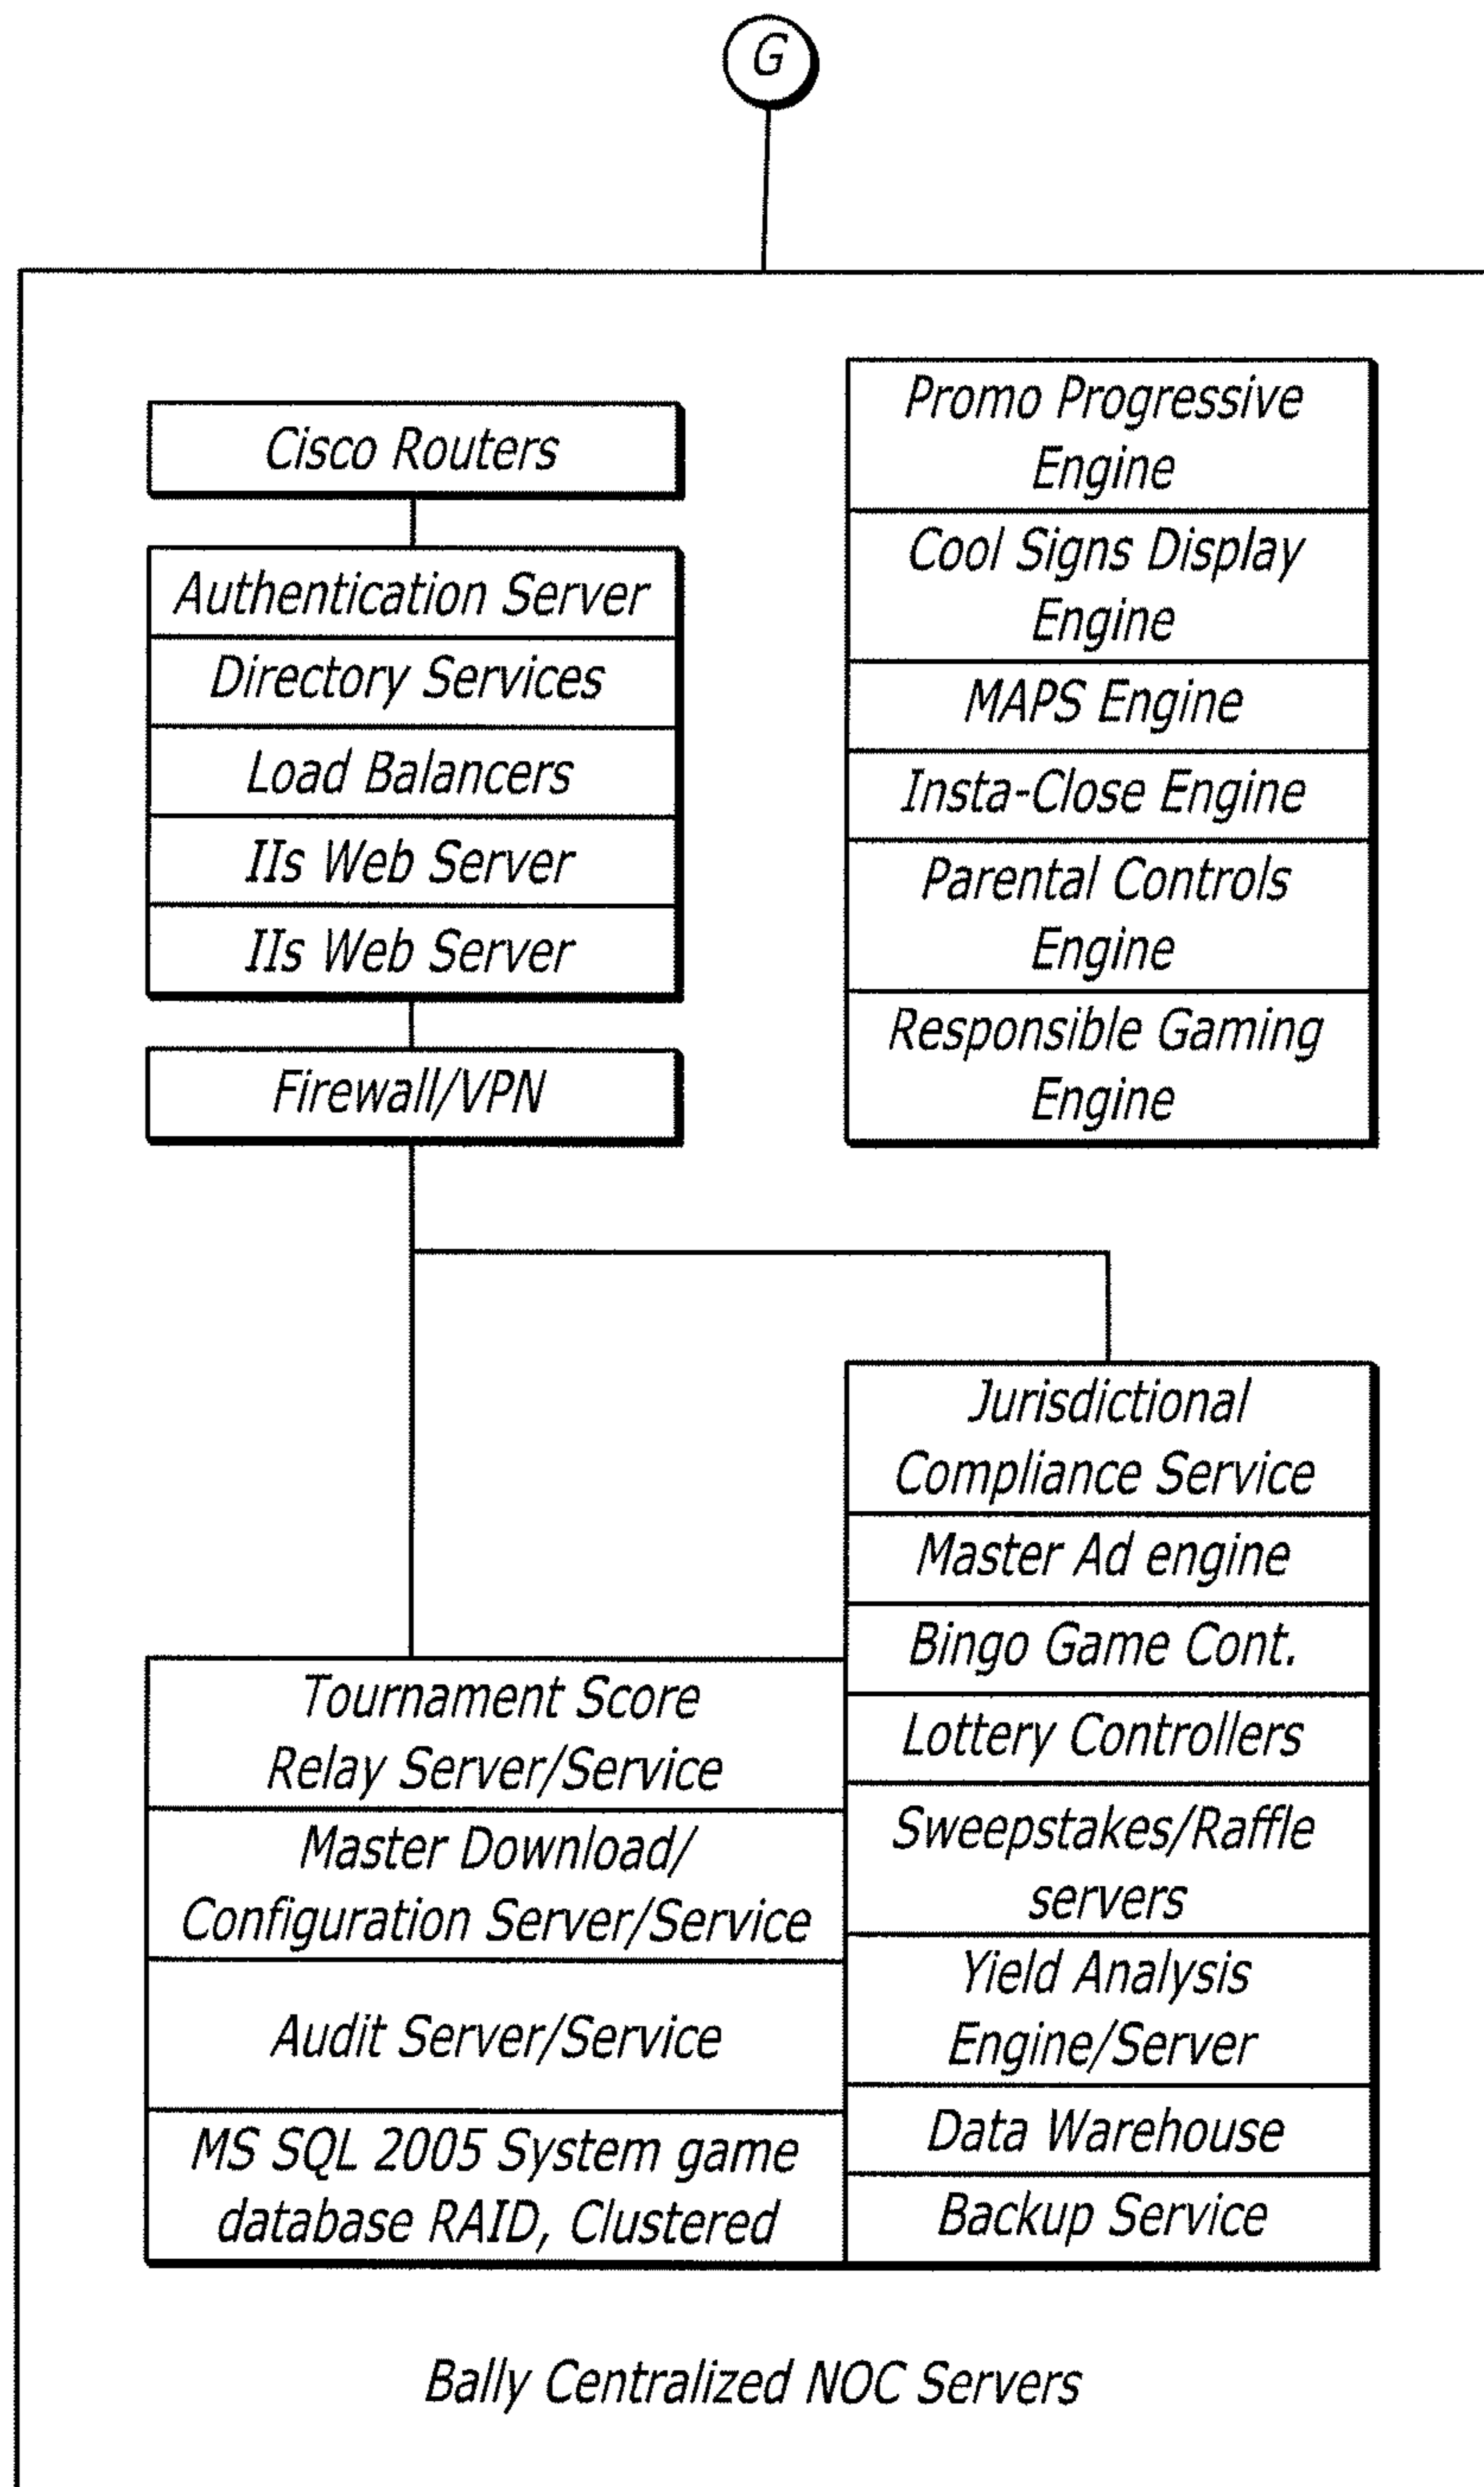 G
Cisco Routers
Authentication Server
Directory Services
Load Balancers
IIs Web Server
IIs Web Server
Firewall/VPN
Promo Progressive
Engine
Cool Signs Display
Engine
MAPS Engine
Insta-Close Engine
Parental Controls
Engine
Responsible Gaming
Engine
Tournament Score
Relay Server/Service
Master Download/
Configuration Server/Service
Audit Server/Service
MS SQL 2005 System game
database RAID, Clustered
Jurisdictional
Compliance Service
Master Ad engine
Bingo Game Cont.
Lottery Controllers
Sweepstakes/Raffle
servers
Yield Analysis
Engine/Server
Data Warehouse
Backup Service
Bally Centralized NOC Servers